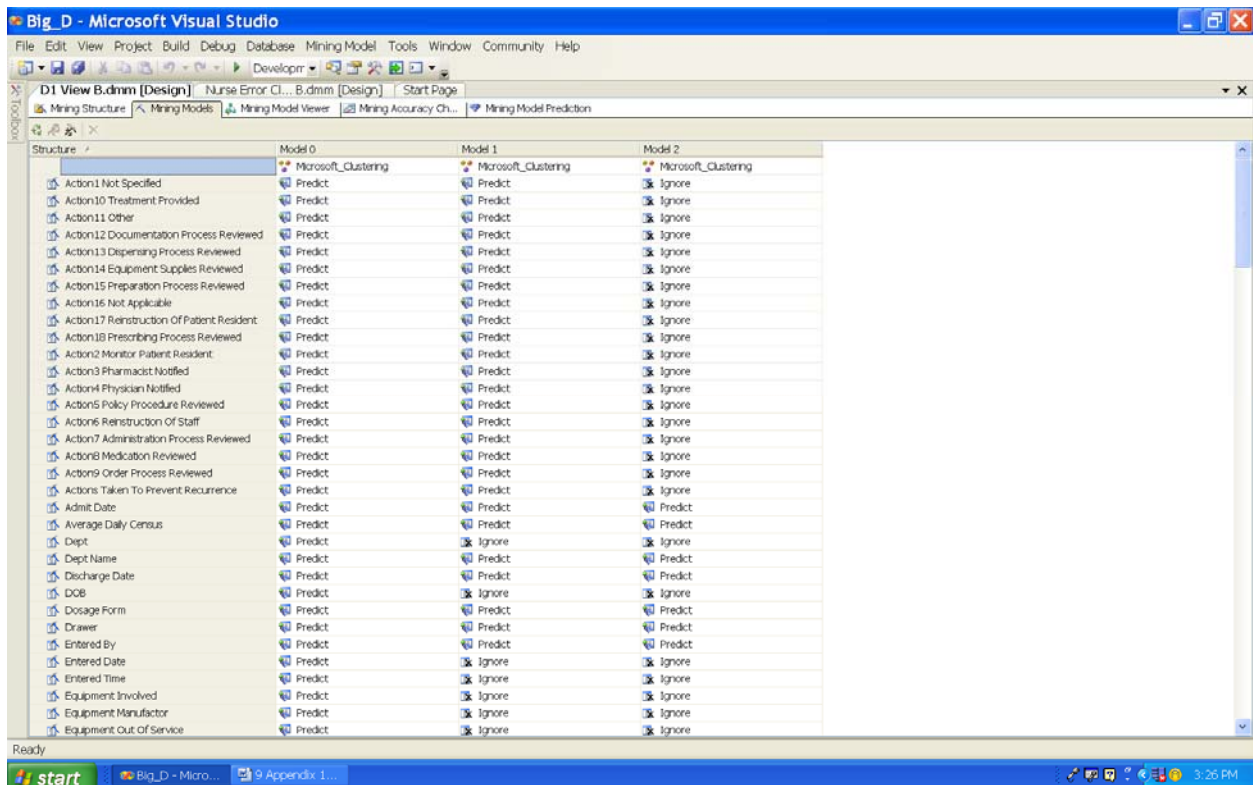 Big_D - Microsoft Visual Studio
File Edit View Project Build Debug Database Mining Model Tools Window Community Help
Developm
Toolbox
D1 View B.dmm [Design] Nurse Error Cl... B.dmm [Design] Start Page
Mining Structure Mining Models Mining Model Viewer Mining Accuracy Ch... Mining Model Prediction
Structure Model 0 Model 1 Model 2
Microsoft_Clustering Microsoft_Clustering Microsoft_Clustering
Action1 Not Specified Predict Predict Ignore
Action10 Treatment Provided Predict Predict Ignore
Action11 Other Predict Predict Ignore
Action12 Documentation Process Reviewed Predict Predict Ignore
Action13 Dispensing Process Reviewed Predict Predict Ignore
Action14 Equipment Supplies Reviewed Predict Predict Ignore
Action15 Preparation Process Reviewed Predict Predict Ignore
Action16 Not Applicable Predict Predict Ignore
Action17 Reinstruction Of Patient Resident Predict Predict Ignore
Action18 Prescribing Process Reviewed Predict Predict Ignore
Action2 Monitor Patient Resident Predict Predict Ignore
Action3 Pharmacist Notified Predict Predict Ignore
Action4 Physician Notified Predict Predict Ignore
Action5 Policy Procedure Reviewed Predict Predict Ignore
Action6 Reinstruction Of Staff Predict Predict Ignore
Action7 Administration Process Reviewed Predict Predict Ignore
Action8 Medication Reviewed Predict Predict Ignore
Action9 Order Process Reviewed Predict Predict Ignore
Actions Taken To Prevent Recurrence Predict Predict Ignore
Admit Date Predict Predict Predict
Average Daily Census Predict Predict Predict
Dept Predict Ignore Ignore
Dept Name Predict Predict Predict
Discharge Date Predict Predict Predict
DOB Predict Ignore Ignore
Dosage Form Predict Predict Predict
Drawer Predict Predict Predict
Entered By Predict Predict Predict
Entered Date Predict Ignore Ignore
Entered Time Predict Ignore Ignore
Equipment Involved Predict Ignore Ignore
Equipment Manufactor Predict Ignore Ignore
Equipment Out Of Service Predict Ignore Ignore
Ready
start Big_D - Micro... 9 Appendix 1... 3:26 PM